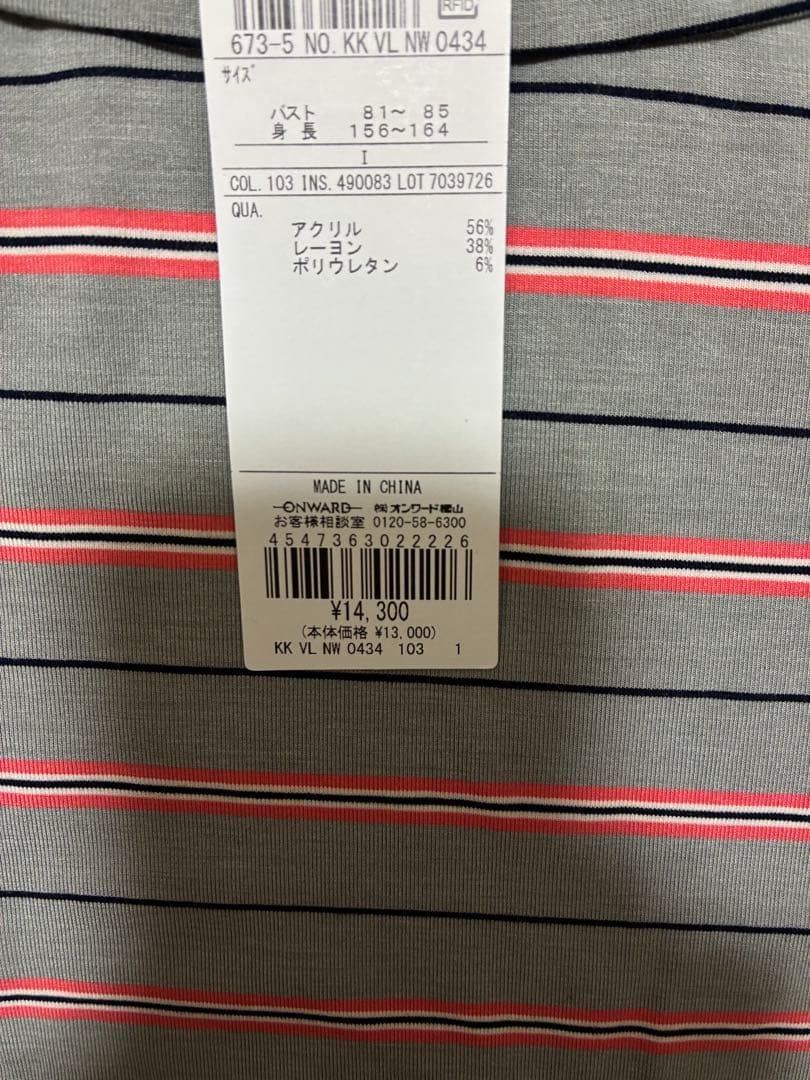 RFID
673-5 NO. KK VL NW 0434
サイズ
バスト 81～ 85
身 長 156～164
I
COL. 103 INS. 490083 LOT 7039726
QUA.
アクリル 56%
レーヨン 38%
ポリウレタン 6%
MADE IN CHINA
ONWARD ㈱オンワード樫山
お客様相談室 0120-58-6300
4547363022226
¥14,300
(本体価格 ¥13,000)
KK VL NW 0434 103 1